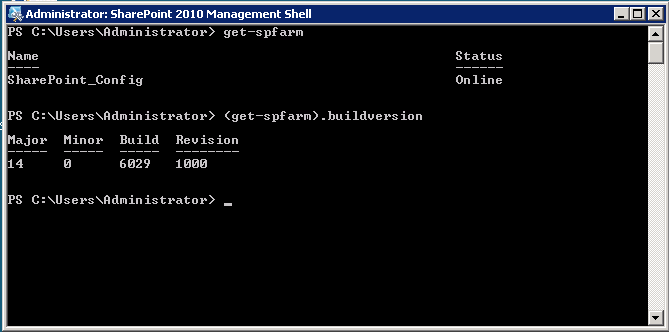 Administrator: SharePoint 2010 Management Shell
PS C:\Users\Administrator> get-spfarm
Name Status
---- ------
SharePoint_Config Online
PS C:\Users\Administrator> (get-spfarm).buildversion
Major Minor Build Revision
----- ----- ----- --------
14 0 6029 1000
PS C:\Users\Administrator> _